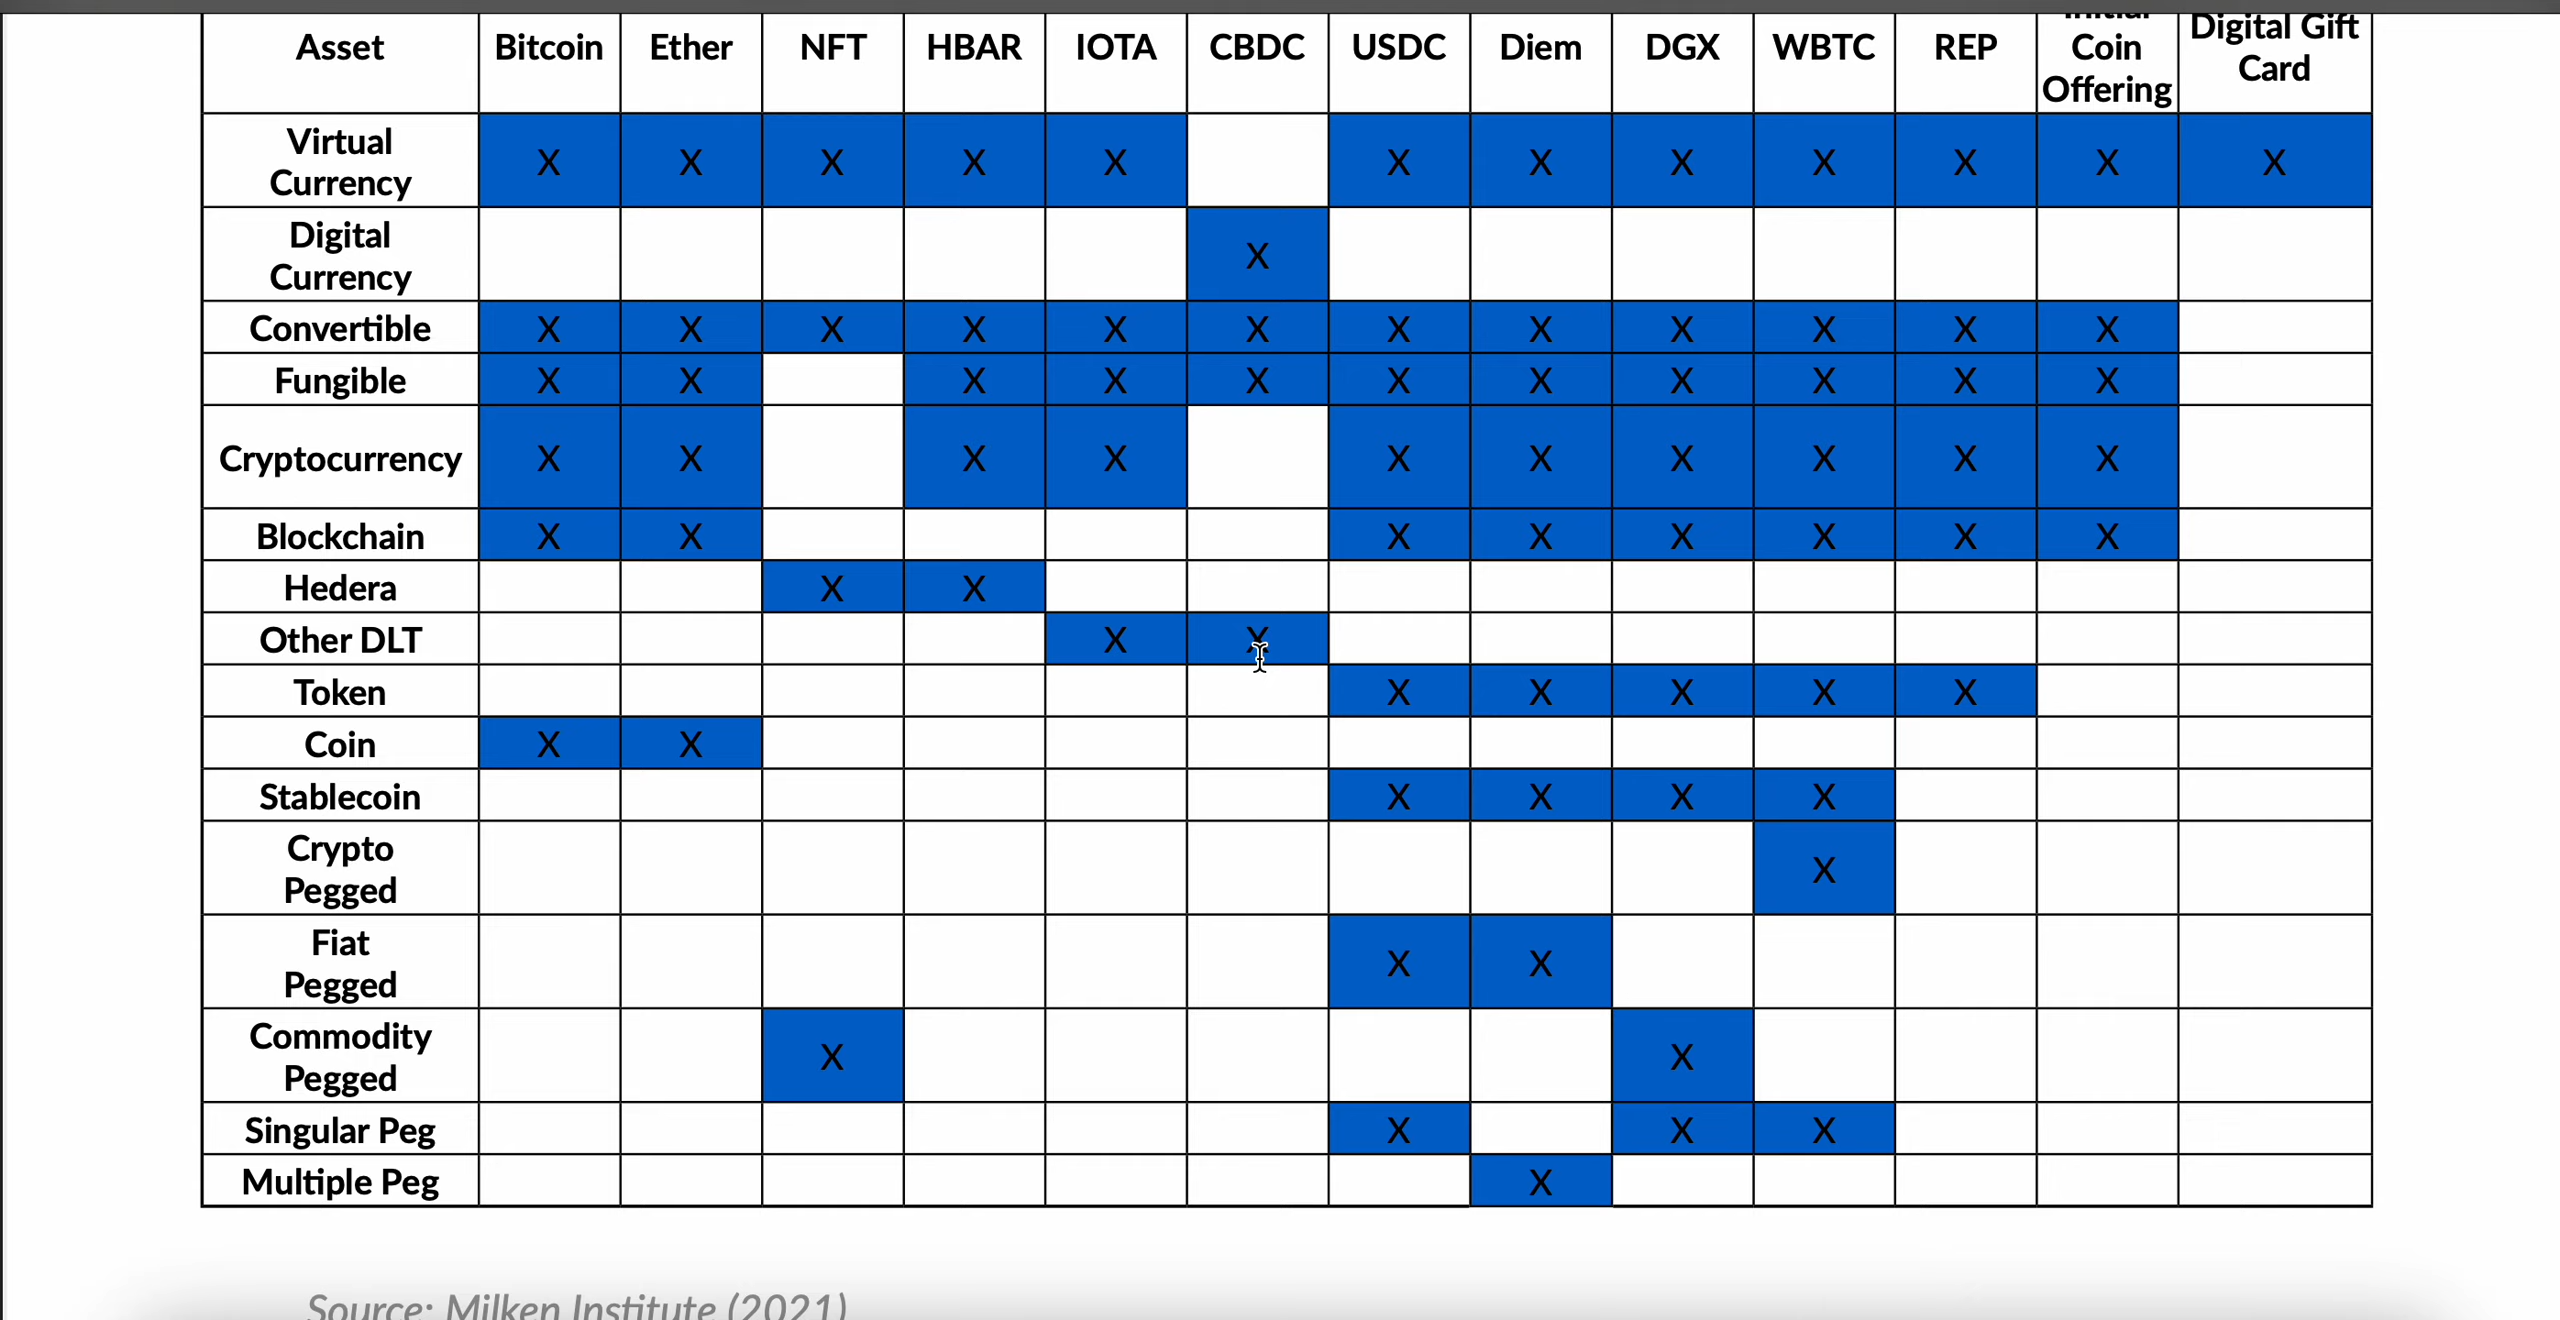 Asset Bitcoin Ether NFT HBAR IOTA CBDC USDC Diem DGX WBTC REP Initial Coin Offering Digital Gift Card
Virtual Currency X X X X X X X X X X X X
Digital Currency X
Convertible X X X X X X X X X X X X
Fungible X X X X X X X X X X X
Cryptocurrency X X X X X X X X X X
Blockchain X X X X X X X X
Hedera X X
Other DLT X X
Token X X X X X
Coin X X
Stablecoin X X X X
Crypto Pegged X
Fiat Pegged X X
Commodity Pegged X X
Singular Peg X X X
Multiple Peg X
Source: Milken Institute (2021)